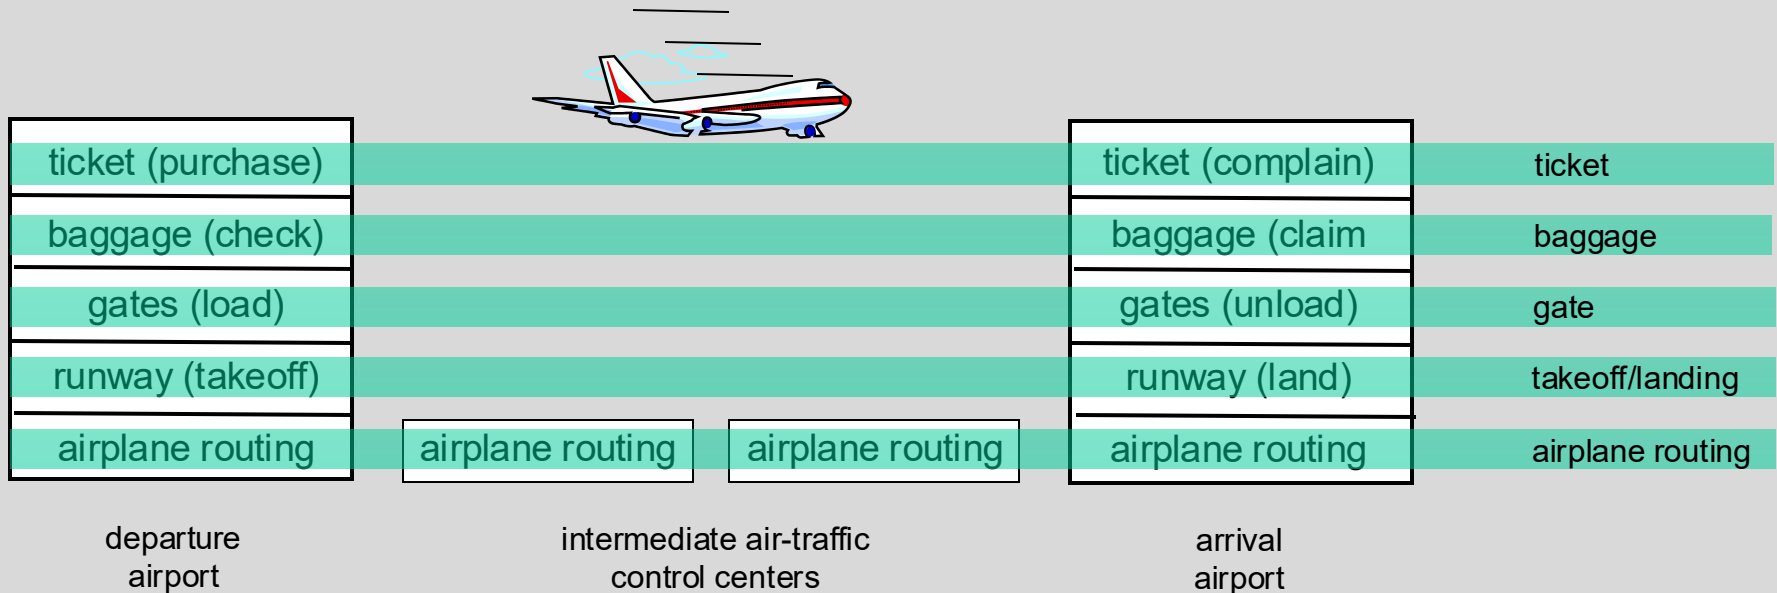 ticket (purchase)
ticket (complain)
ticket
baggage (check)
baggage (claim
baggage
gates (load)
gates (unload)
gate
runway (takeoff)
runway (land)
takeoff/landing
airplane routing
airplane routing
airplane routing
airplane routing
airplane routing
departure
airport
intermediate air-traffic
control centers
arrival
airport